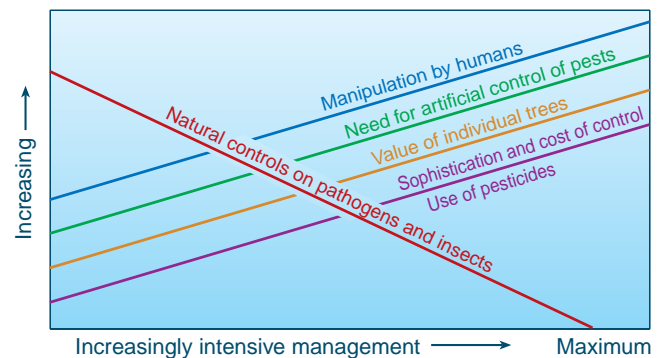 Manipulation by humans
Need for artificial control of pests
Value of individual trees
Sophistication and cost of control
Use of pesticides
Natural controls on pathogens and insects
Increasing
Increasingly intensive management
Maximum